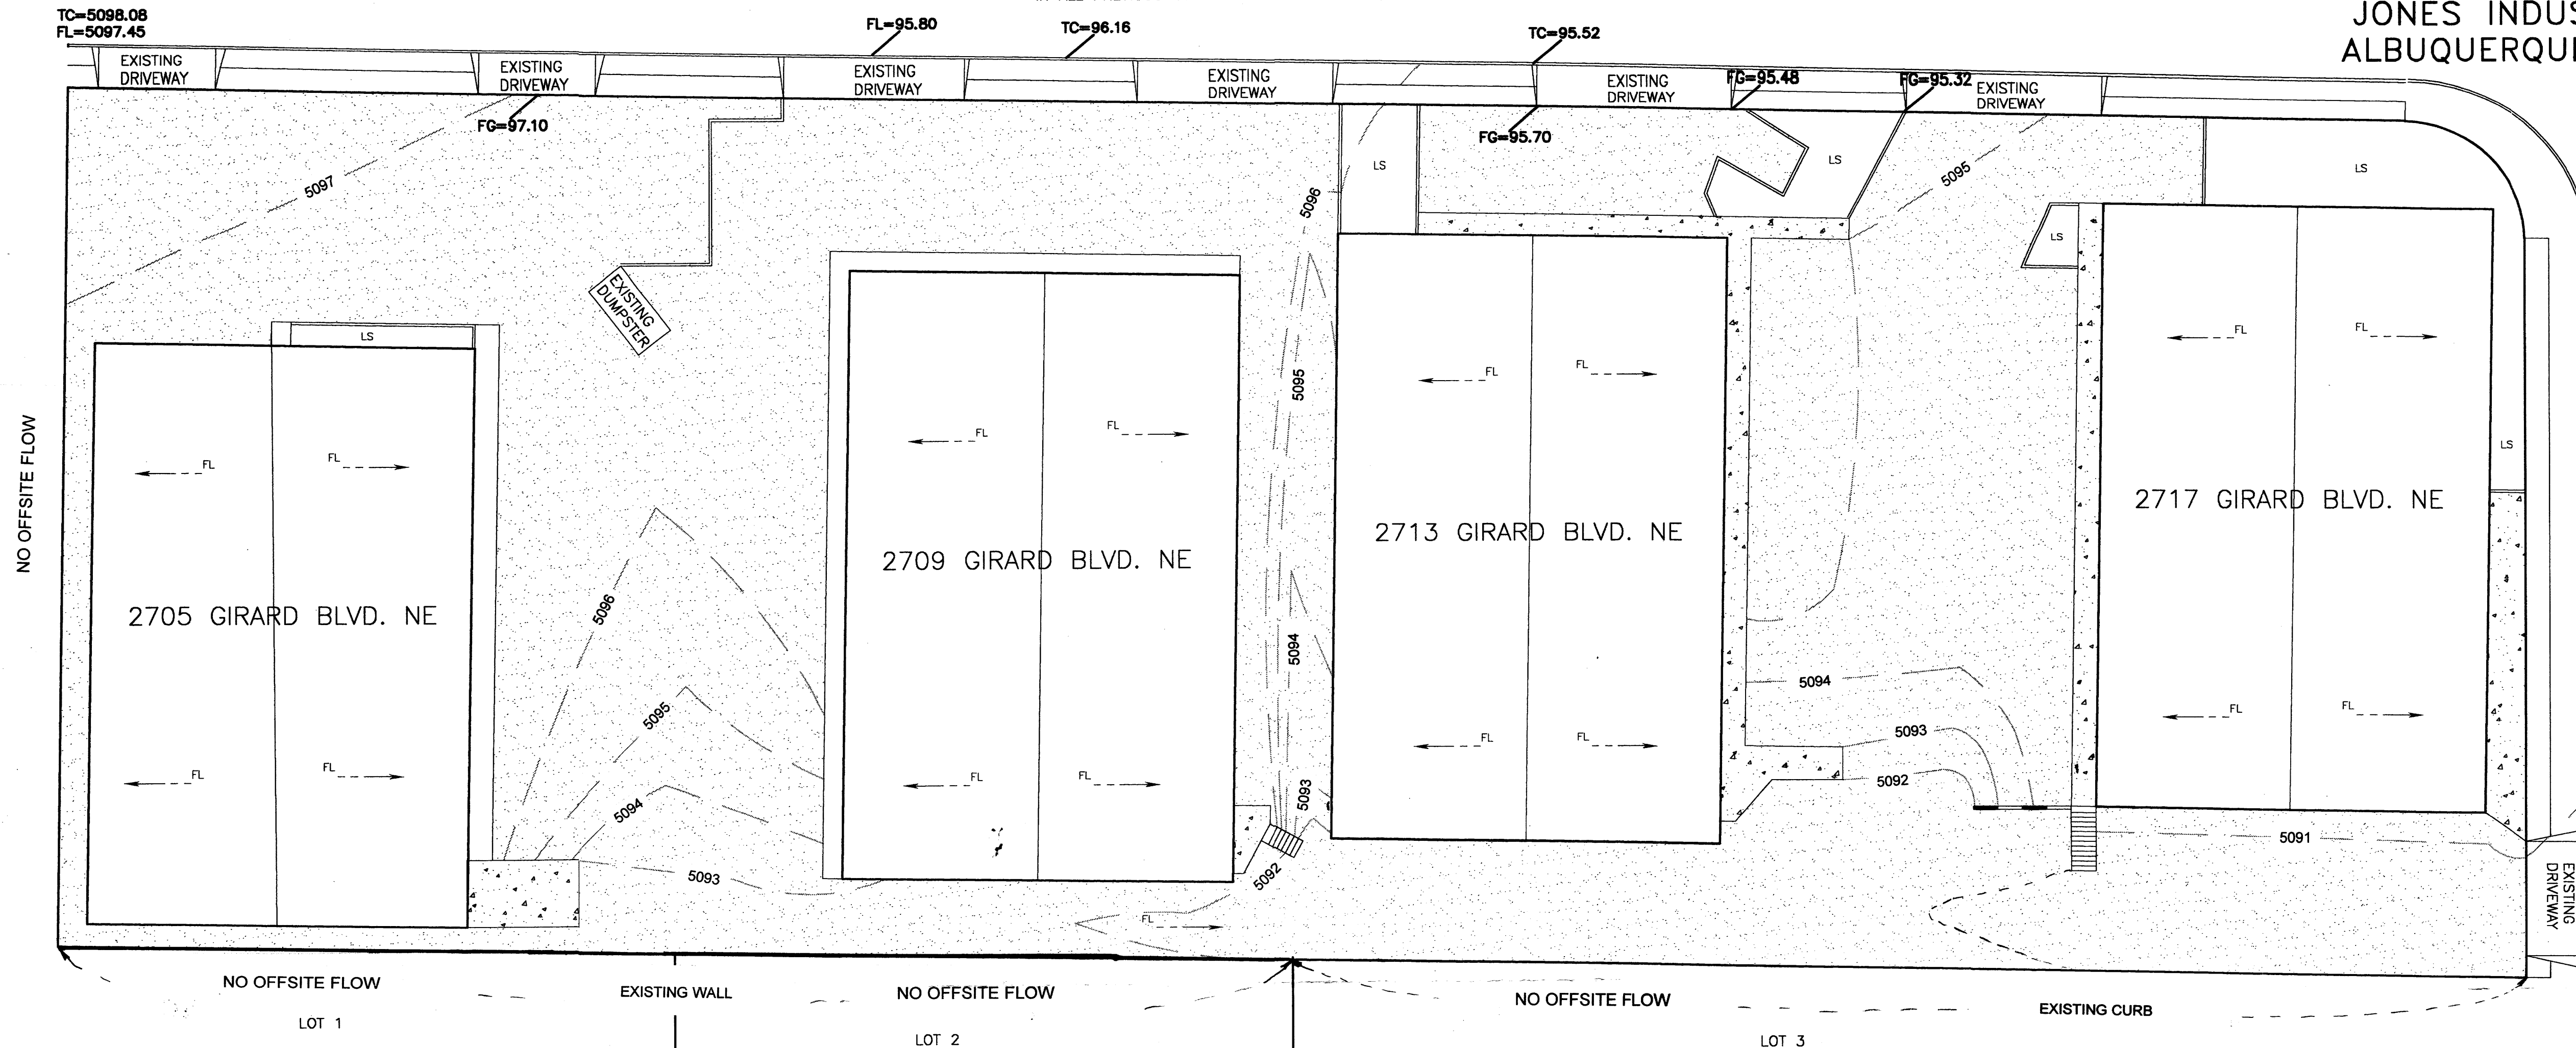 JONES INDUS
ALBUQUERQUE
TC=5098.08
FL=5097.45
FL=95.80
TC=96.16
TC=95.52
EXISTING
DRIVEWAY
EXISTING
DRIVEWAY
EXISTING
DRIVEWAY
EXISTING
DRIVEWAY
EXISTING
DRIVEWAY
FG=95.48
FG=95.32
EXISTING
DRIVEWAY
FG=97.10
FG=95.70
5097
5096
LS
LS
5095
LS
LS
EXISTING
DUMPSTER
LS
5095
FL
FL
FL
FL
FL
FL
FL
FL
LS
NO OFFSITE FLOW
2705 GIRARD BLVD. NE
2709 GIRARD BLVD. NE
2713 GIRARD BLVD. NE
2717 GIRARD BLVD. NE
5096
5094
5095
5094
5094
5093
5093
5092
FL
FL
FL
FL
FL
FL
FL
FL
5093
5092
5091
FL
EXISTING
DRIVEWAY
NO OFFSITE FLOW
EXISTING WALL
NO OFFSITE FLOW
NO OFFSITE FLOW
EXISTING CURB
LOT 1
LOT 2
LOT 3